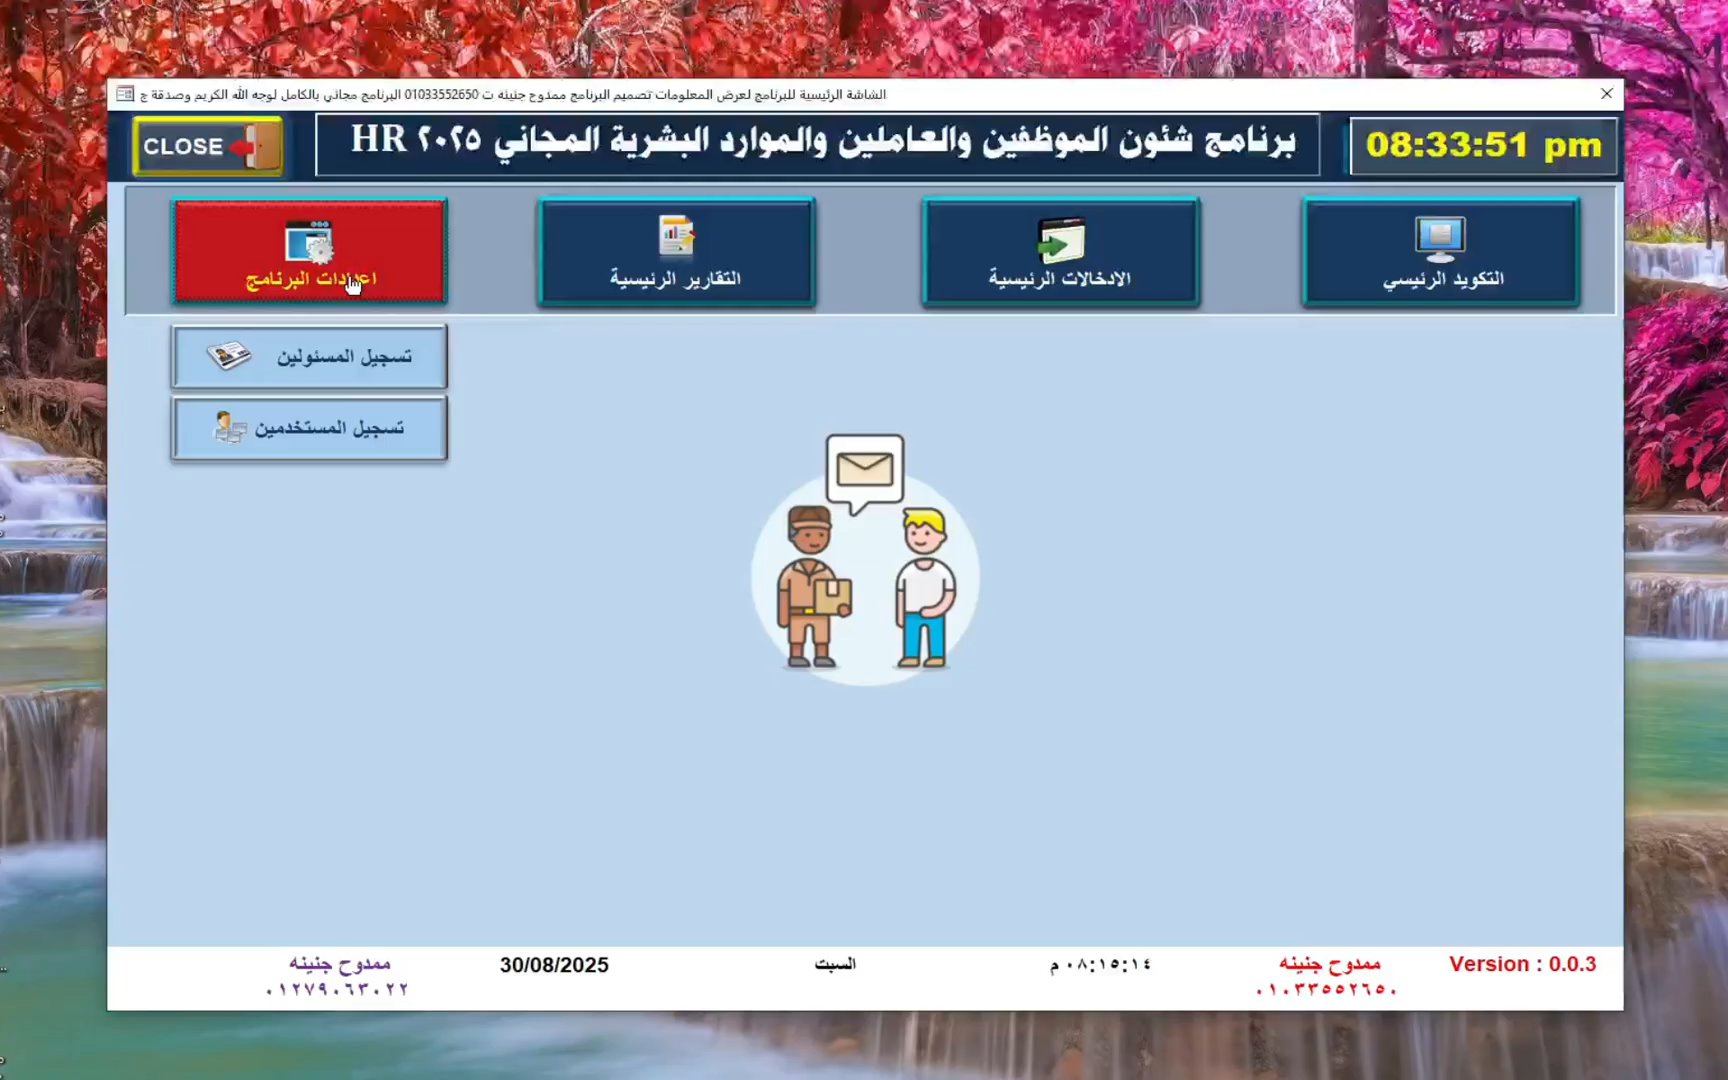 الشاشة الرئيسية للبرنامج لعرض المعلومات تصميم البرنامج ممدوح جنينه ت 01033552650 البرنامج مجاني بالكامل لوجه الله الكريم وصدقة ج
08:33:51 pm
برنامج شئون الموظفين والعاملين والموارد البشرية المجاني ٢٠٢٥ HR
CLOSE
التكويد الرئيسي
الادخالات الرئيسية
التقارير الرئيسية
اعدادات البرنامج
تسجيل المسئولين
تسجيل المستخدمين
Version : 0.0.3
ممدوح جنينه
٠١٠٣٣٥٥٢٦٥٠
٠٨:١٥:١٤ م
السبت
30/08/2025
ممدوح جنينه
٠١٢٧٩٠٦٣٠٢٢